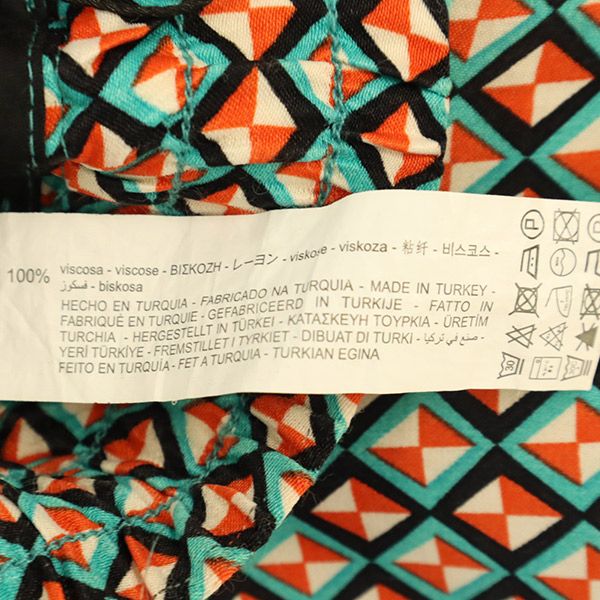 100% viscosa - viscose - ΒΙΣΚΟΖΗ - レーヨン - viskose - viskoza - 粘纤 - 비스코스 -
فسكوز - biskosa
HECHO EN TURQUIA - FABRICADO NA TURQUIA - MADE IN TURKEY -
FABRIQUÉ EN TURQUIE - GEFABRICEERD IN TURKIJE - FATTO IN
TURCHIA - HERGESTELLT IN TÜRKEI - ΚΑΤΑΣΚΕΥΗ ΤΟΥΡΚΙΑ - ÜRETİM
YERİ TÜRKİYE - FREMSTILLET I TYRKIET - DIBUAT DI TURKI - صنع في تركيا -
FEITO EN TURQUÍA - FET A TURQUIA - TURKIAN EGINA
P
30